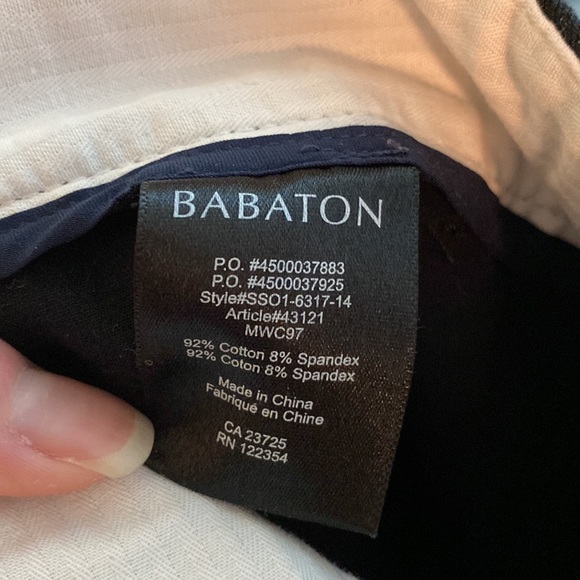 BABATON
P.O. #4500037883
P.O. #4500037925
Style#SSO1-6317-14
Article#43121
MWC97
92% Cotton 8% Spandex
92% Coton 8% Spandex
Made in China
Fabriqué en Chine
CA 23725
RN 122354